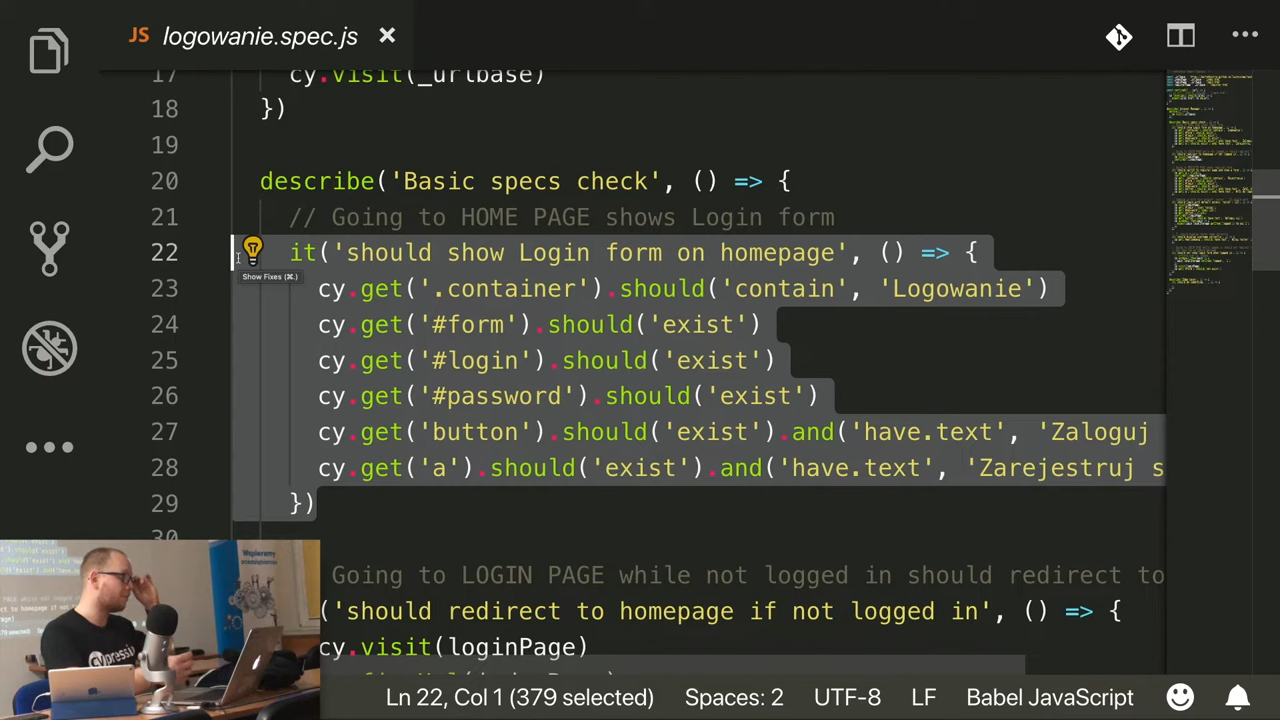 JS logowanie.spec.js ×
17 cy.visit(_urlbase)
18 })
19
20 describe('Basic specs check', () => {
21 // Going to HOME PAGE shows Login form
22 it('should show Login form on homepage', () => {
Show Fixes (⌘.)
23 cy.get('.container').should('contain', 'Logowanie')
24 cy.get('#form').should('exist')
25 cy.get('#login').should('exist')
26 cy.get('#password').should('exist')
27 cy.get('button').should('exist').and('have.text', 'Zaloguj
28 cy.get('a').should('exist').and('have.text', 'Zarejestruj s
29 })
30
Going to LOGIN PAGE while not logged in should redirect to
('should redirect to homepage if not logged in', () => {
cy.visit(loginPage)
Wspieramy
cypress
Ln 22, Col 1 (379 selected) Spaces: 2 UTF-8 LF Babel JavaScript